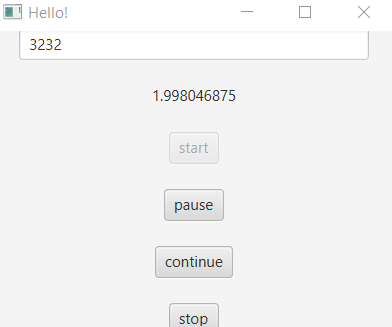 Hello!
3232
1.998046875
start
pause
continue
stop